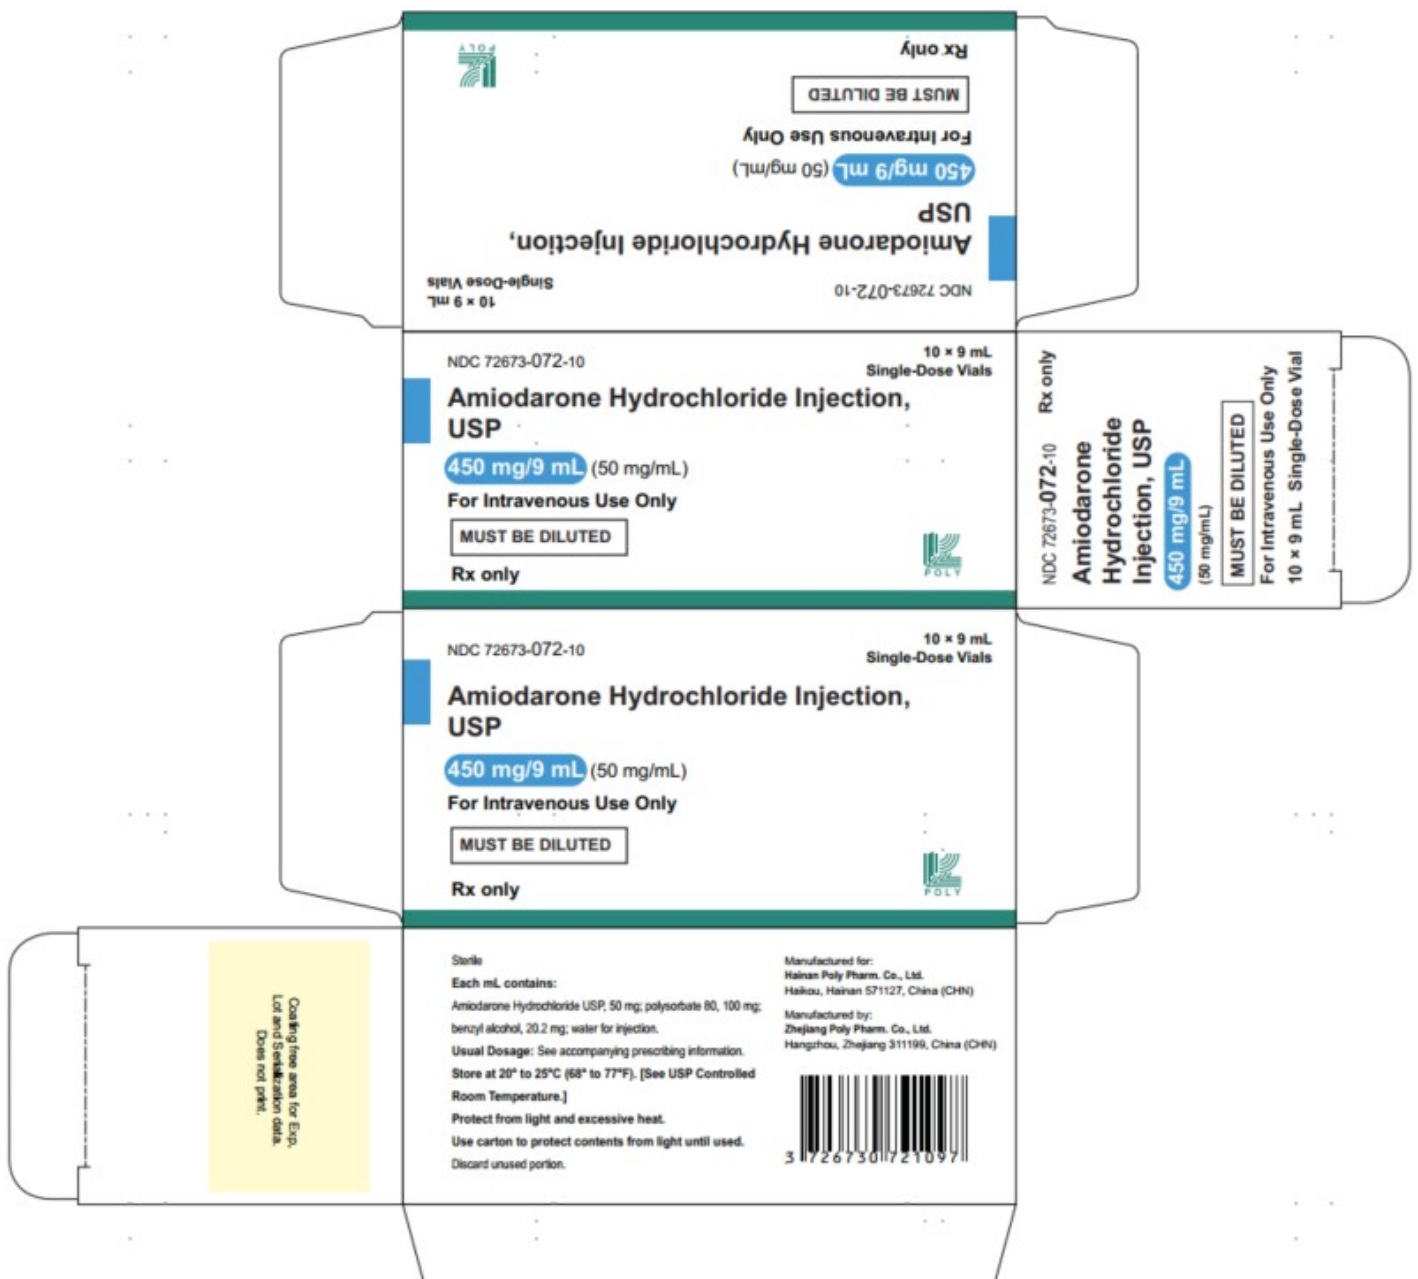 POLY
Rx only
MUST BE DILUTED
For Intravenous Use Only
450 mg/9 mL (50 mg/mL)
Amiodarone Hydrochloride Injection,
USP
10 × 9 mL
Single-Dose Vials
NDC 72673-072-10
NDC 72673-072-10
10 × 9 mL
Single-Dose Vials
Amiodarone Hydrochloride Injection,
USP
450 mg/9 mL (50 mg/mL)
For Intravenous Use Only
MUST BE DILUTED
Rx only
POLY
NDC 72673-072-10 Rx only
Amiodarone
Hydrochloride
Injection, USP
450 mg/9 mL
(50 mg/mL)
MUST BE DILUTED
For Intravenous Use Only
10 × 9 mL Single-Dose Vial
NDC 72673-072-10
10 × 9 mL
Single-Dose Vials
Amiodarone Hydrochloride Injection,
USP
450 mg/9 mL (50 mg/mL)
For Intravenous Use Only
MUST BE DILUTED
Rx only
POLY
Coating free area for Exp,
Lot and Serialization data.
Does not print.
Sterile
Each mL contains:
Amiodarone Hydrochloride USP, 50 mg; polysorbate 80, 100 mg;
benzyl alcohol, 20.2 mg; water for injection.
Usual Dosage: See accompanying prescribing information.
Store at 20° to 25°C (68° to 77°F). [See USP Controlled
Room Temperature.]
Protect from light and excessive heat.
Use carton to protect contents from light until used.
Discard unused portion.
Manufactured for:
Hainan Poly Pharm. Co., Ltd.
Haikou, Hainan 571127, China (CHN)
Manufactured by:
Zhejiang Poly Pharm. Co., Ltd.
Hangzhou, Zhejiang 311199, China (CHN)
3 726730 721097